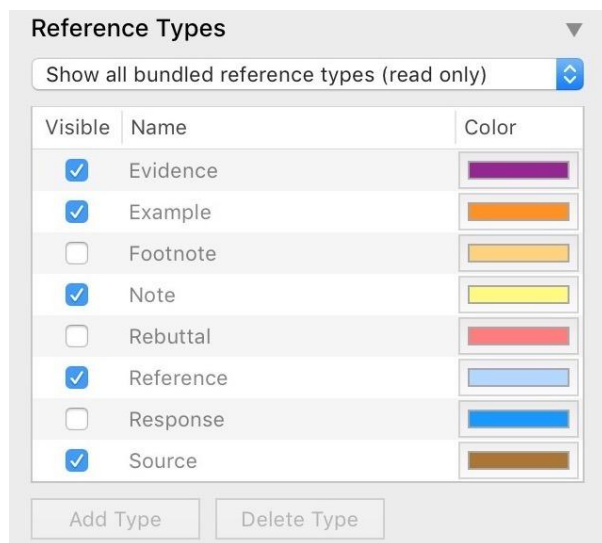 Reference Types
Show all bundled reference types (read only)
Visible Name Color
Evidence
Example
Footnote
Note
Rebuttal
Reference
Response
Source
Add Type Delete Type